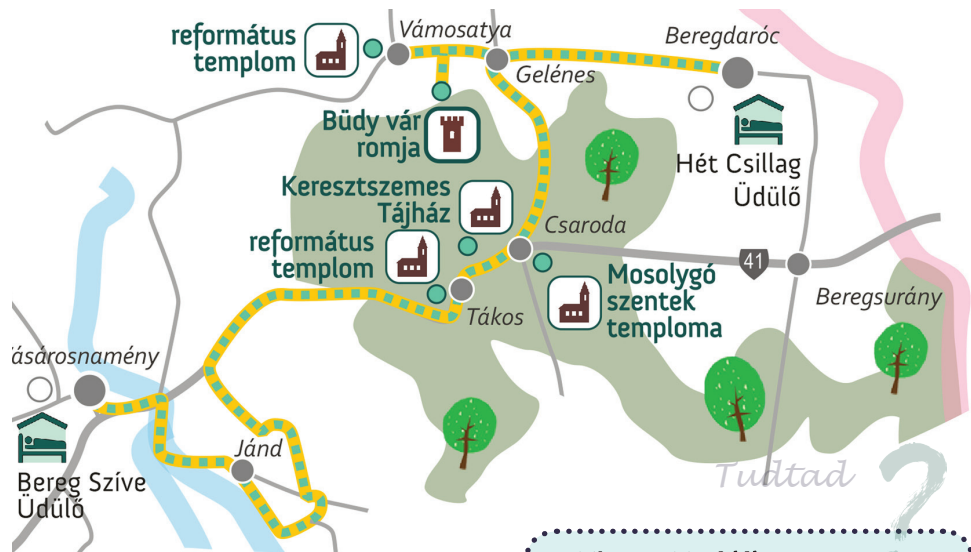 református
templom
Vámosatya
Beregdaróc
Gelénes
Büdy vár
romja
Hét Csillag
Üdülő
Keresztszemes
Tájház
Csaroda
református
templom
41
Mosolygó
szentek
temploma
Beregsurány
Tákos
ásárosnamény
Jánd
Bereg Szíve
Üdülő
Tudtad
?